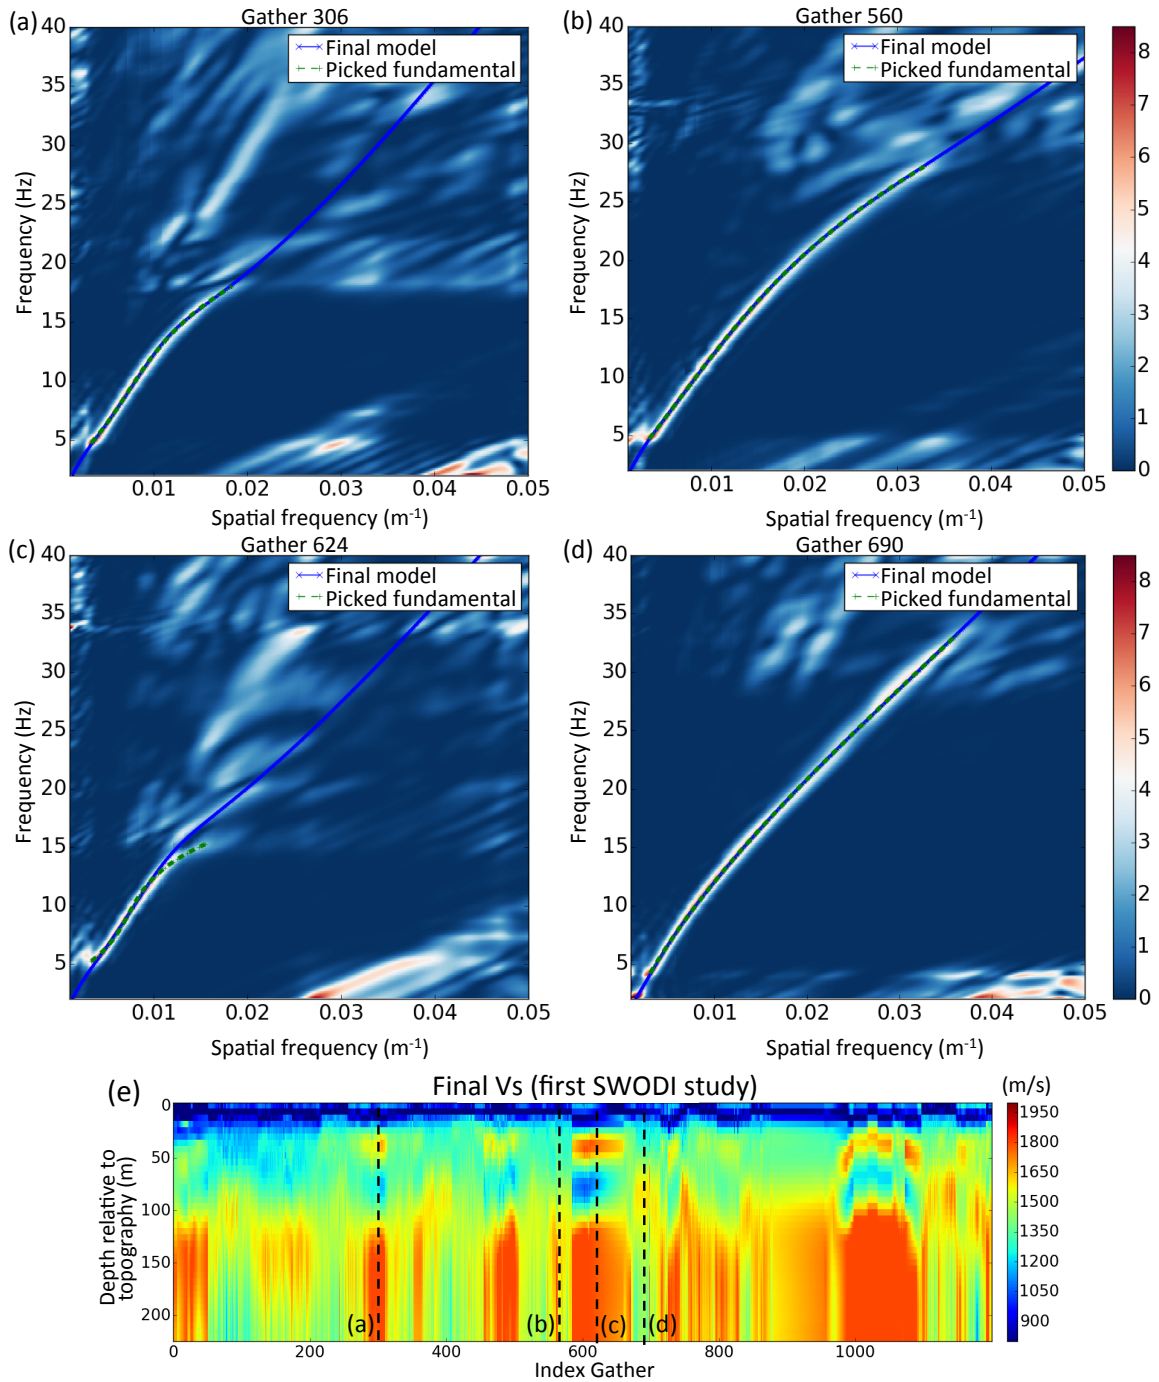 (a)
Gather 306
Final model
Picked fundamental
40
35
30
25
20
15
10
5
Frequency (Hz)
0.01 0.02 0.03 0.04 0.05
Spatial frequency (m⁻¹)
(b)
Gather 560
Final model
Picked fundamental
40
35
30
25
20
15
10
5
Frequency (Hz)
0.01 0.02 0.03 0.04 0.05
Spatial frequency (m⁻¹)
8
7
6
5
4
3
2
1
0
(c)
Gather 624
Final model
Picked fundamental
40
35
30
25
20
15
10
5
Frequency (Hz)
0.01 0.02 0.03 0.04 0.05
Spatial frequency (m⁻¹)
(d)
Gather 690
Final model
Picked fundamental
40
35
30
25
20
15
10
5
Frequency (Hz)
0.01 0.02 0.03 0.04 0.05
Spatial frequency (m⁻¹)
8
7
6
5
4
3
2
1
0
(e)
Final Vs (first SWODI study)
(m/s)
Depth relative to
topography (m)
0
50
100
150
200
(a)
(b)
(c)
(d)
0 200 400 600 800 1000
Index Gather
1950
1800
1650
1500
1350
1200
1050
900